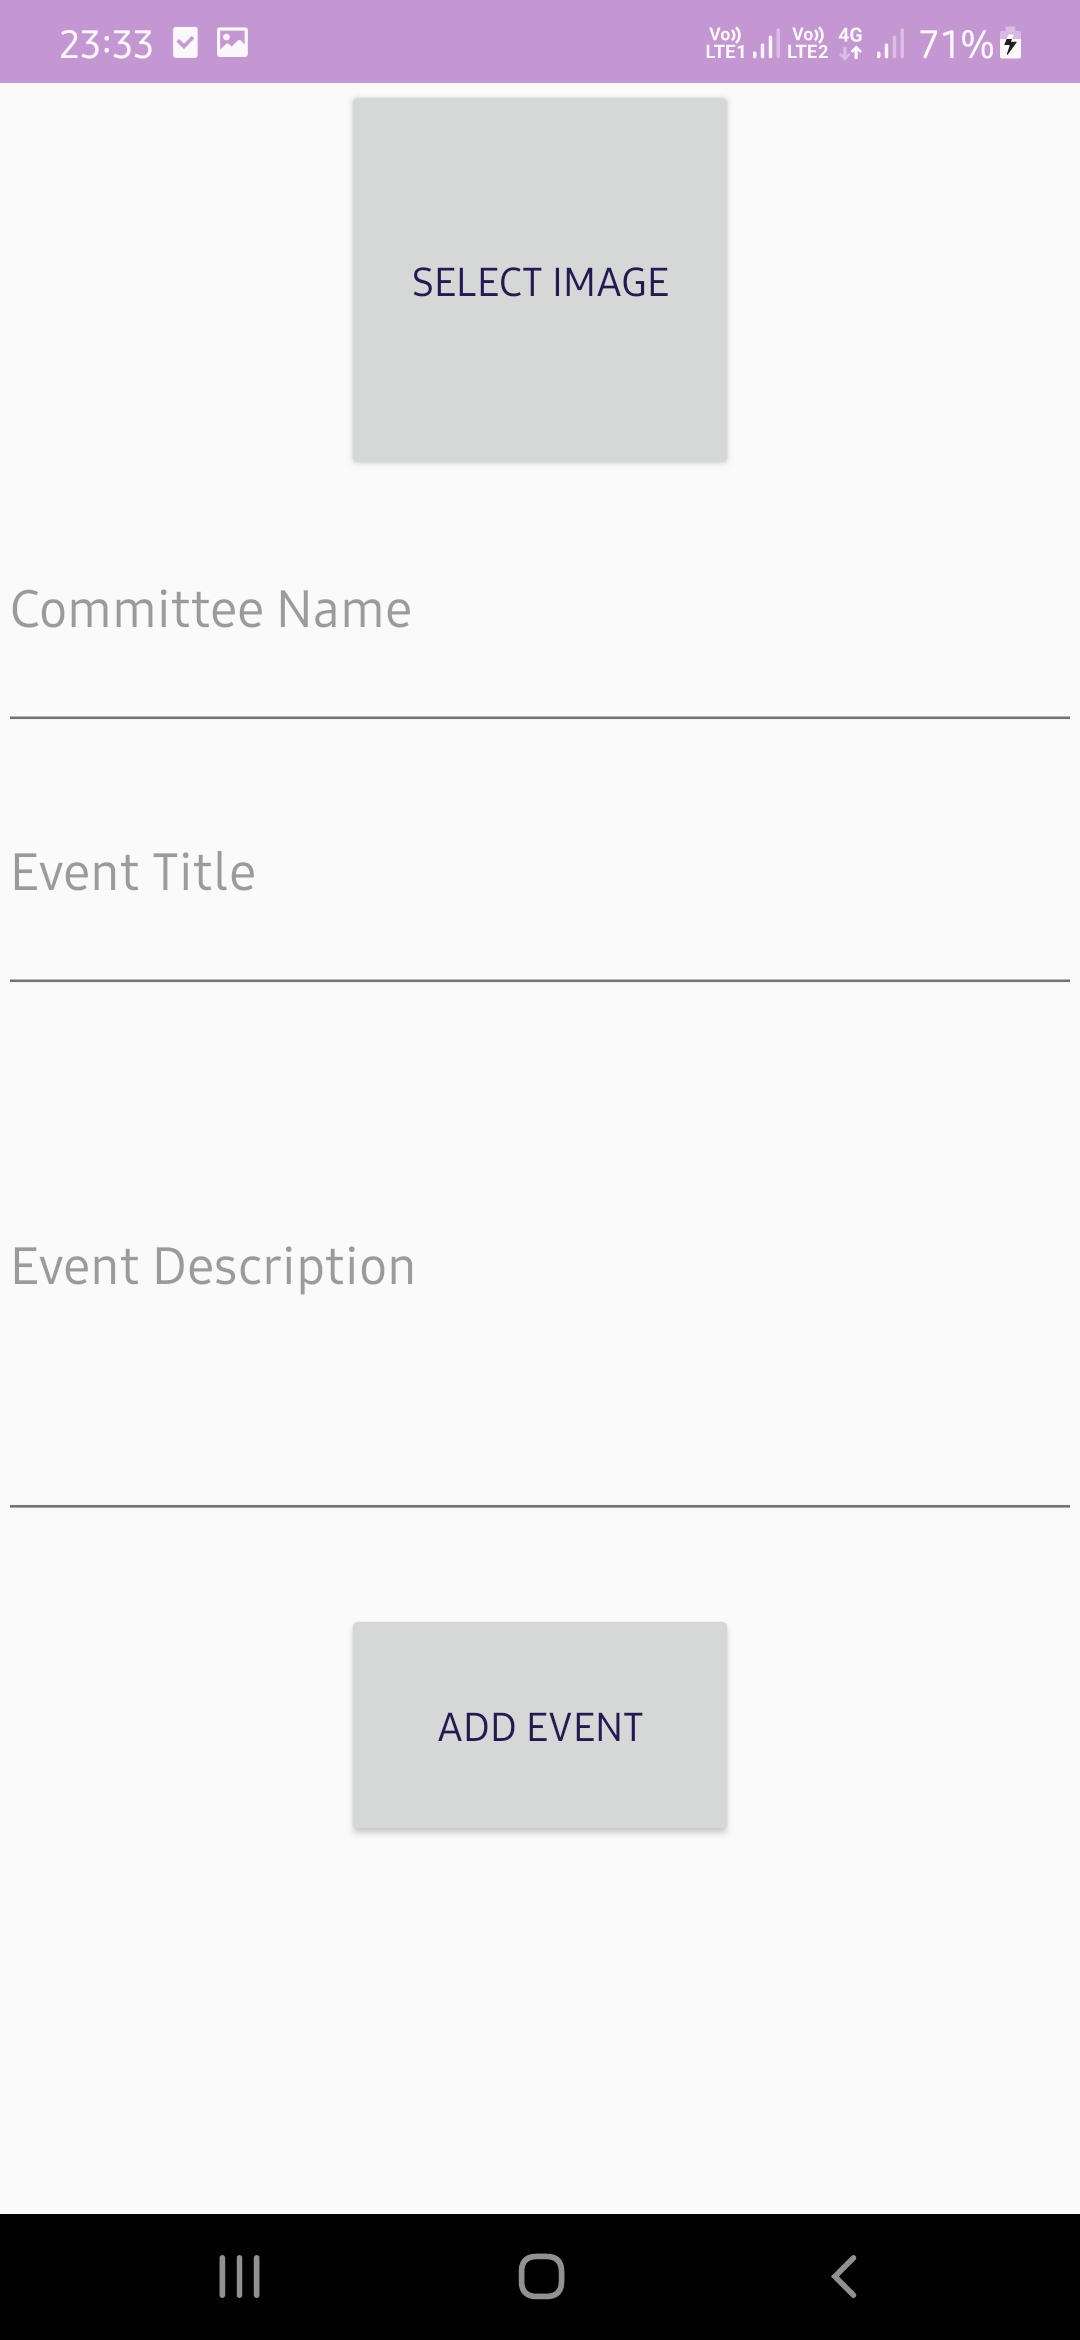 23:33 Vo)) LTE1 Vo)) LTE2 4G 71%
SELECT IMAGE
Committee Name
Event Title
Event Description
ADD EVENT